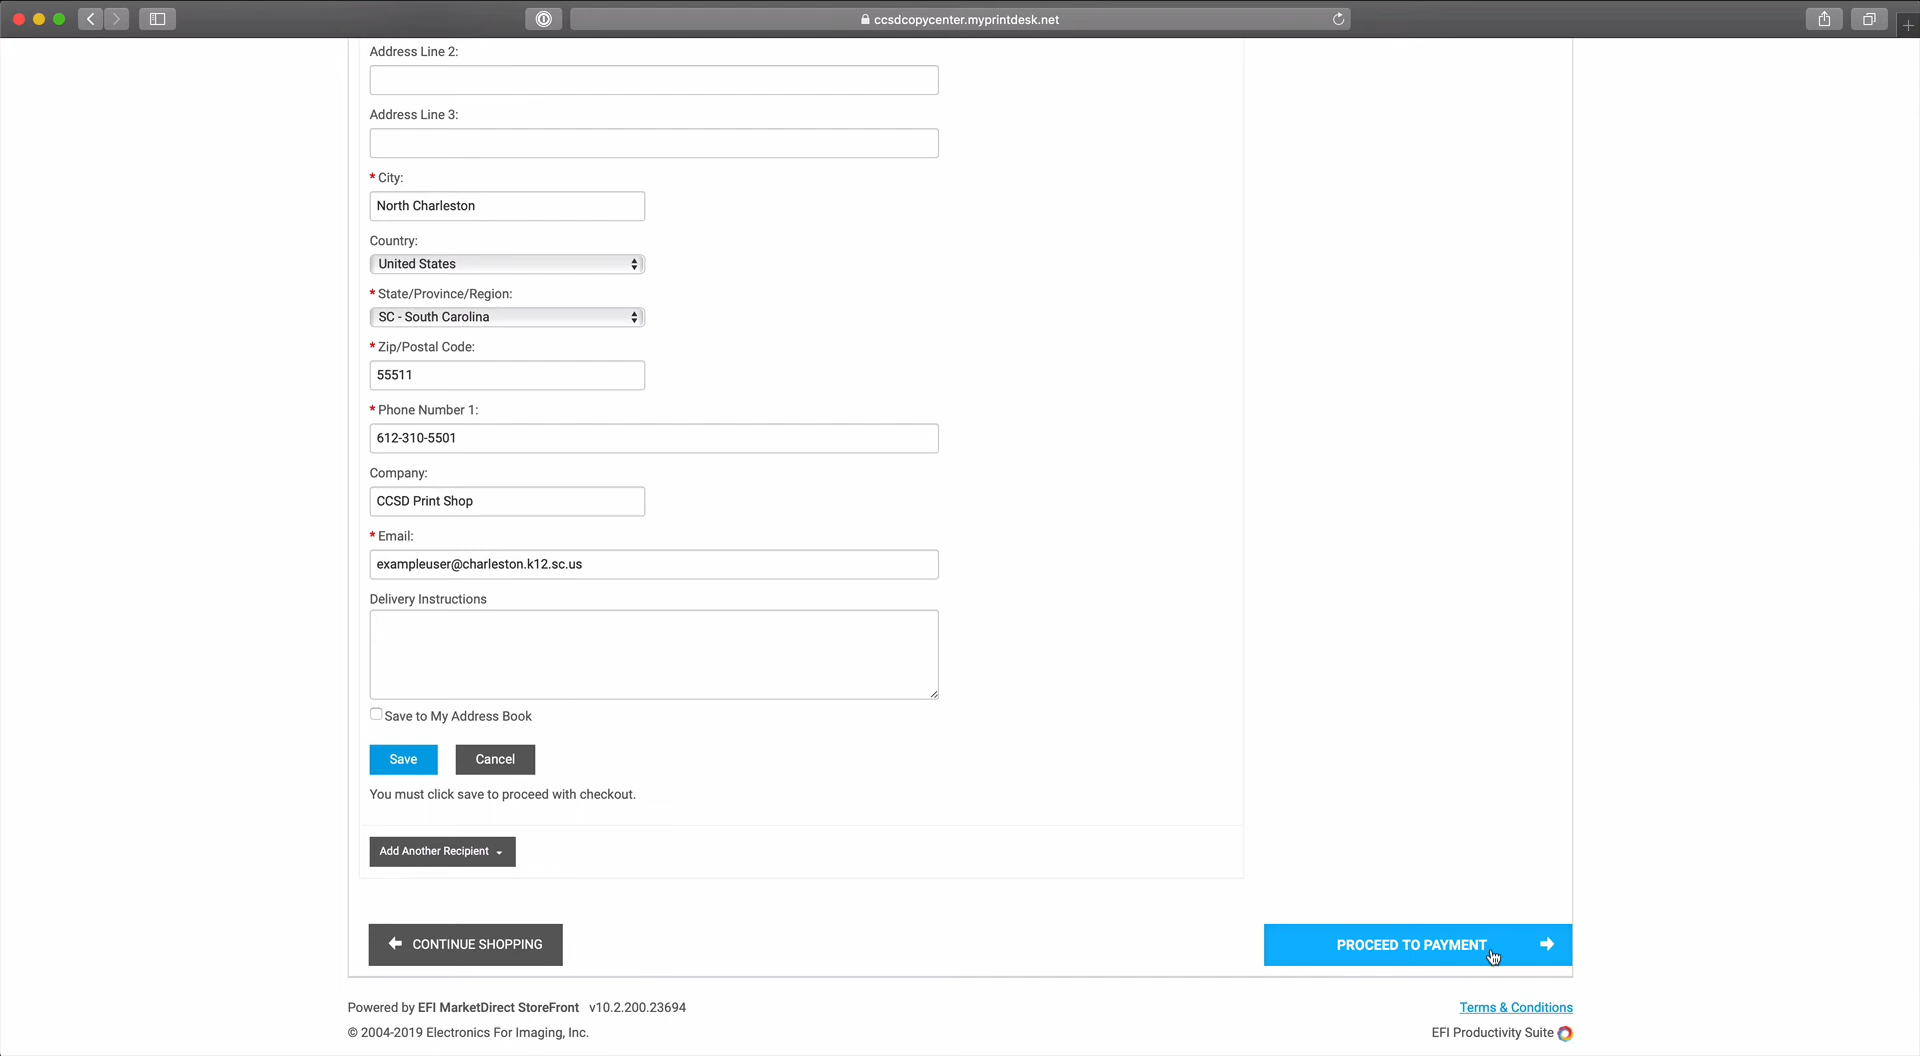 ccsdcopycenter.myprintdesk.net
Address Line 2:
Address Line 3:
* City:
North Charleston
Country:
United States
* State/Province/Region:
SC - South Carolina
* Zip/Postal Code:
55511
* Phone Number 1:
612-310-5501
Company:
CCSD Print Shop
* Email:
exampleuser@charleston.k12.sc.us
Delivery Instructions
Save to My Address Book
Save Cancel
You must click save to proceed with checkout.
Add Another Recipient
CONTINUE SHOPPING PROCEED TO PAYMENT
Powered by EFI MarketDirect StoreFront v10.2.200.23694 Terms & Conditions
© 2004-2019 Electronics For Imaging, Inc. EFI Productivity Suite